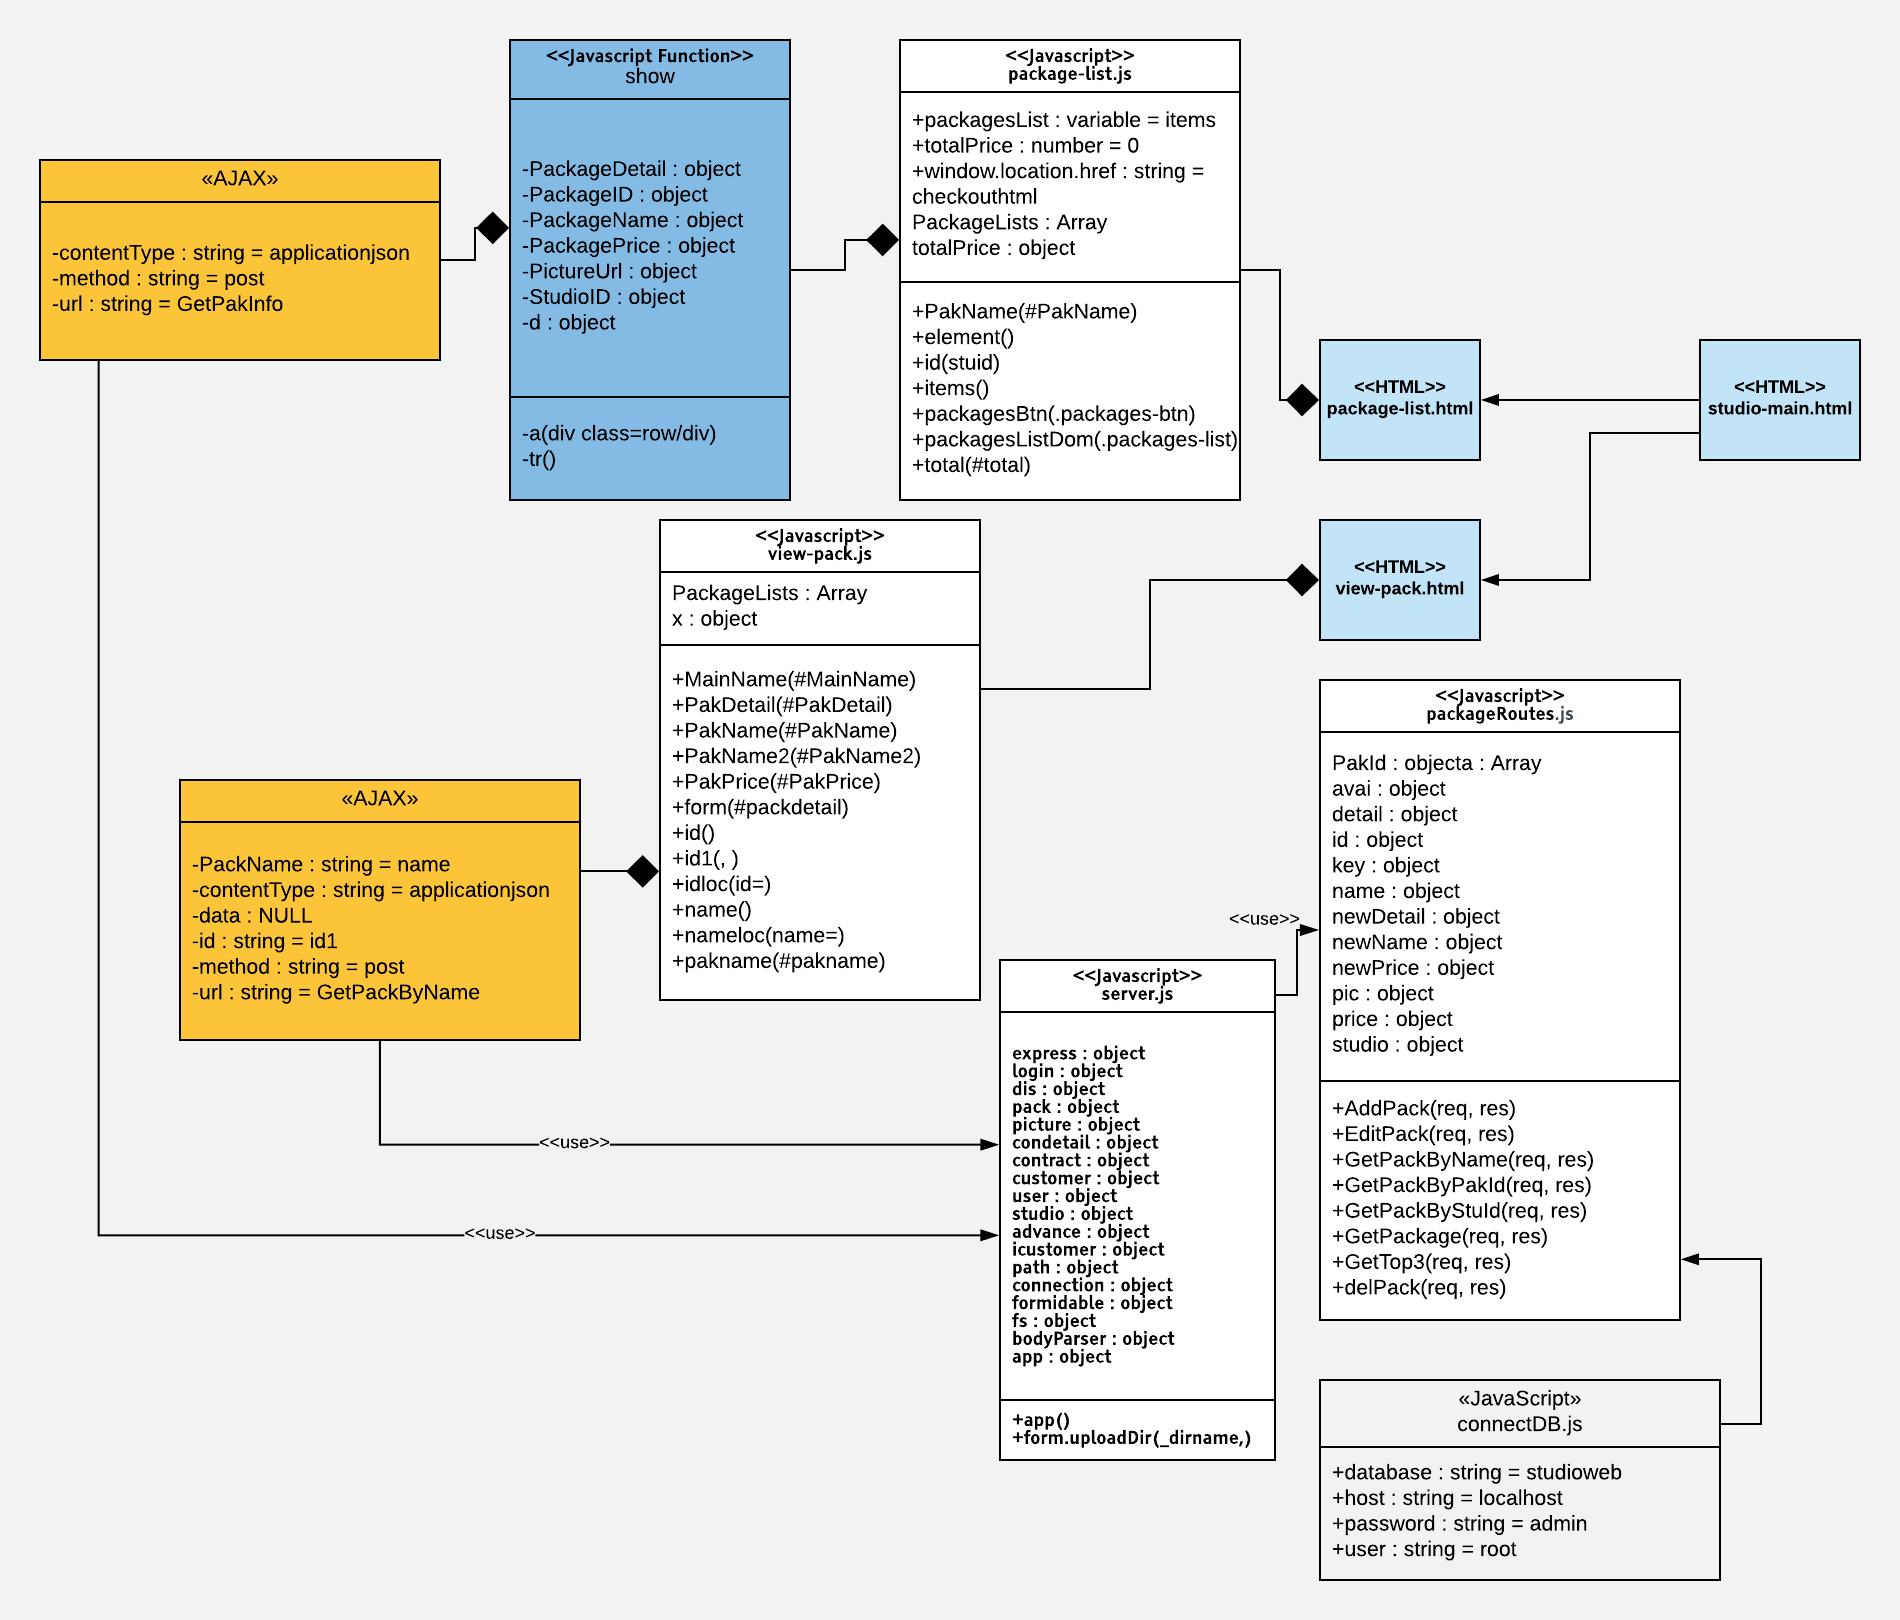 <<Javascript Function>>
show
-PackageDetail : object
-PackageID : object
-PackageName : object
-PackagePrice : object
-PictureUrl : object
-StudioID : object
-d : object
-a(div class=row/div)
-tr()
<<Javascript>>
package-list.js
+packagesList : variable = items
+totalPrice : number = 0
+window.location.href : string =
checkouthtml
PackageLists : Array
totalPrice : object
+PakName(#PakName)
+element()
+id(stuid)
+items()
+packagesBtn(.packages-btn)
+packagesListDom(.packages-list)
+total(#total)
«AJAX»
-contentType : string = applicationjson
-method : string = post
-url : string = GetPakInfo
<<HTML>>
package-list.html
<<HTML>>
studio-main.html
<<Javascript>>
view-pack.js
PackageLists : Array
x : object
+MainName(#MainName)
+PakDetail(#PakDetail)
+PakName(#PakName)
+PakName2(#PakName2)
+PakPrice(#PakPrice)
+form(#packdetail)
+id()
+id1(, )
+idloc(id=)
+name()
+nameloc(name=)
+pakname(#pakname)
<<HTML>>
view-pack.html
<<Javascript>>
packageRoutes.js
PakId : objecta : Array
avai : object
detail : object
id : object
key : object
name : object
newDetail : object
newName : object
newPrice : object
pic : object
price : object
studio : object
+AddPack(req, res)
+EditPack(req, res)
+GetPackByName(req, res)
+GetPackByPakId(req, res)
+GetPackByStuId(req, res)
+GetPackage(req, res)
+GetTop3(req, res)
+delPack(req, res)
«AJAX»
-PackName : string = name
-contentType : string = applicationjson
-data : NULL
-id : string = id1
-method : string = post
-url : string = GetPackByName
<<use>>
<<Javascript>>
server.js
express : object
login : object
dis : object
pack : object
picture : object
condetail : object
contract : object
customer : object
user : object
studio : object
advance : object
icustomer : object
path : object
connection : object
formidable : object
fs : object
bodyParser : object
app : object
+app()
+form.uploadDir(_dirname,)
<<use>>
<<use>>
«JavaScript»
connectDB.js
+database : string = studioweb
+host : string = localhost
+password : string = admin
+user : string = root